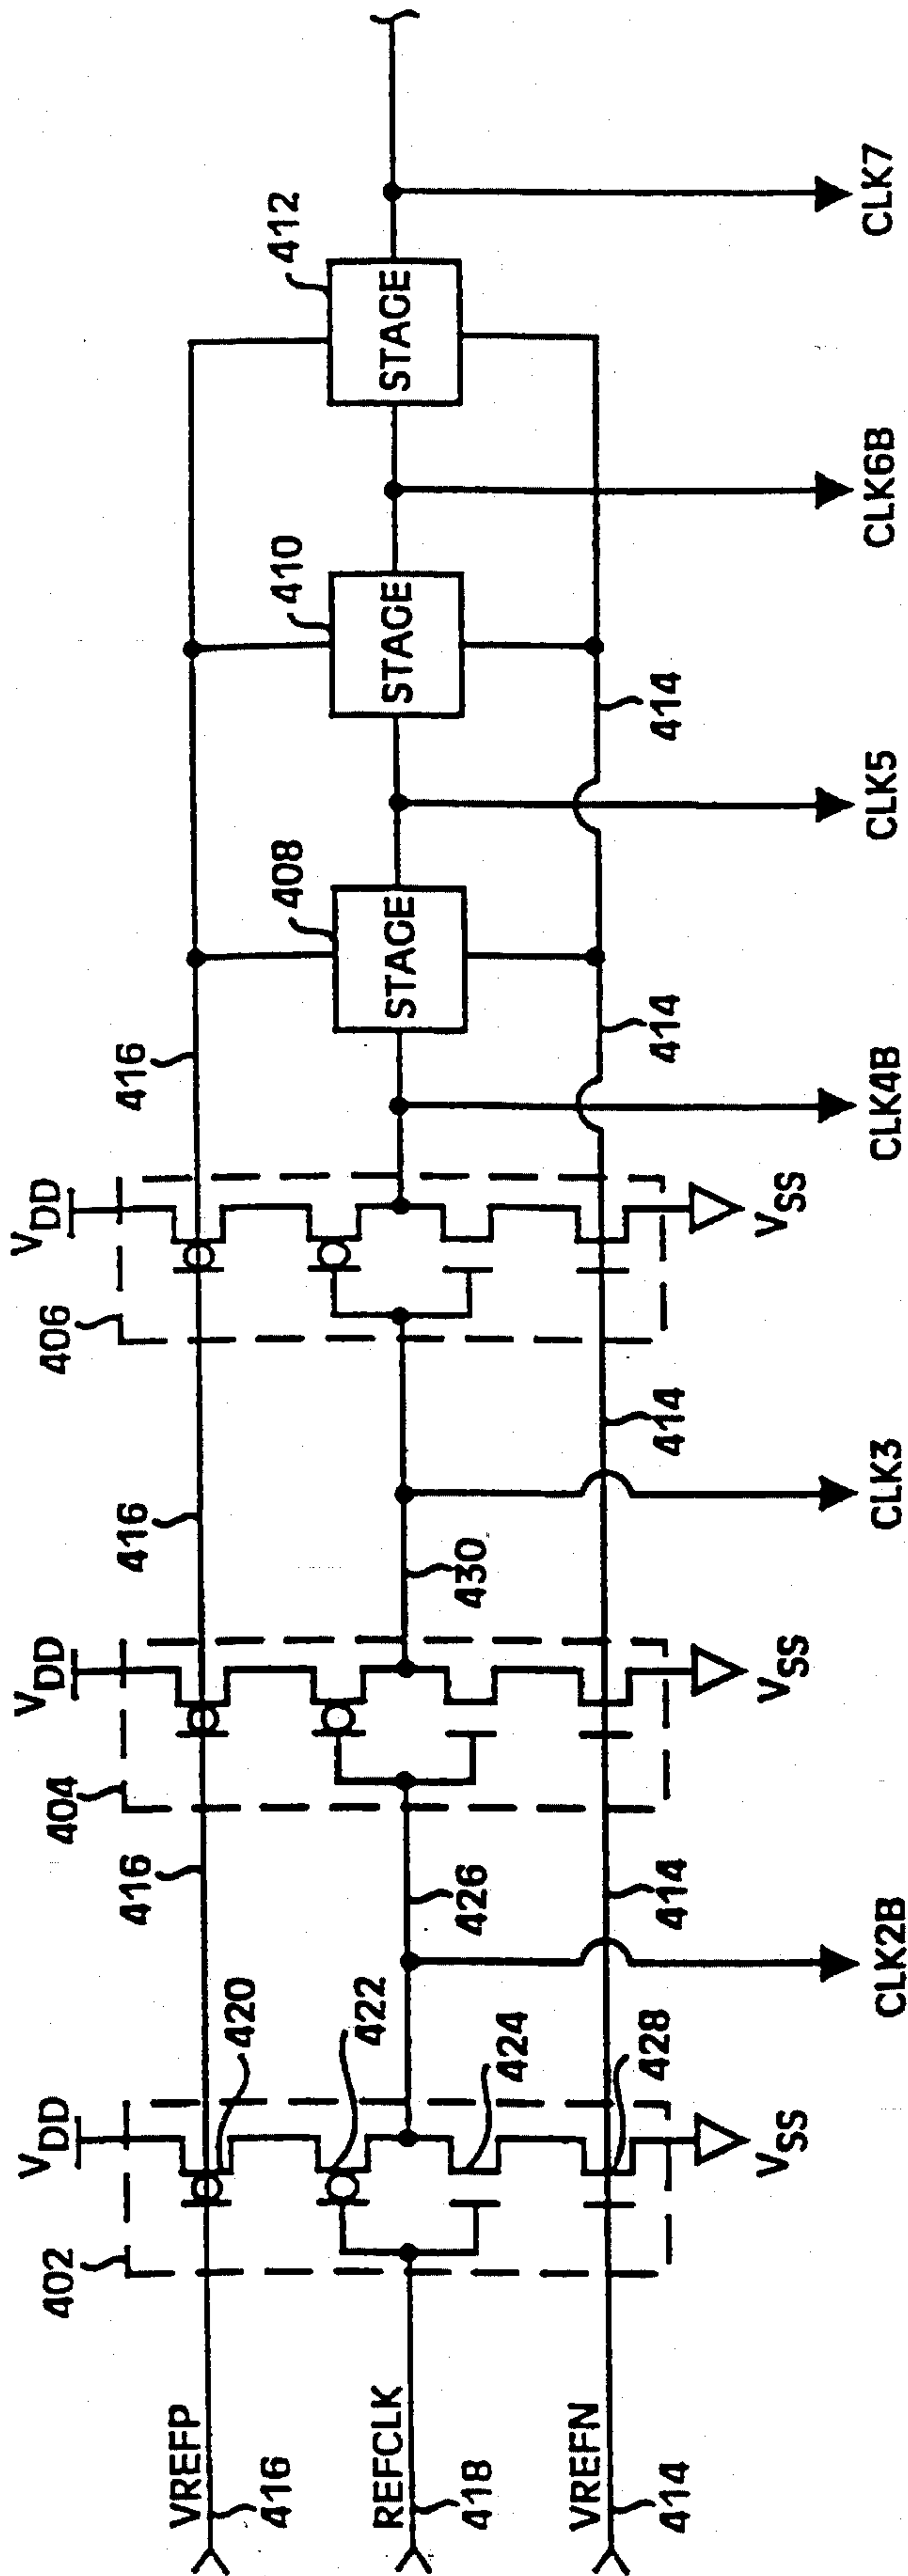 VREFP
416
REFCLK
418
VREFN
414
402
VDD
420
422
424
428
VSS
416
426
414
CLK2B
404
VDD
VSS
416
430
414
CLK3
406
VDD
VSS
416
CLK4B
414
408
STAGE
CLK5
414
410
STAGE
CLK6B
412
STAGE
CLK7